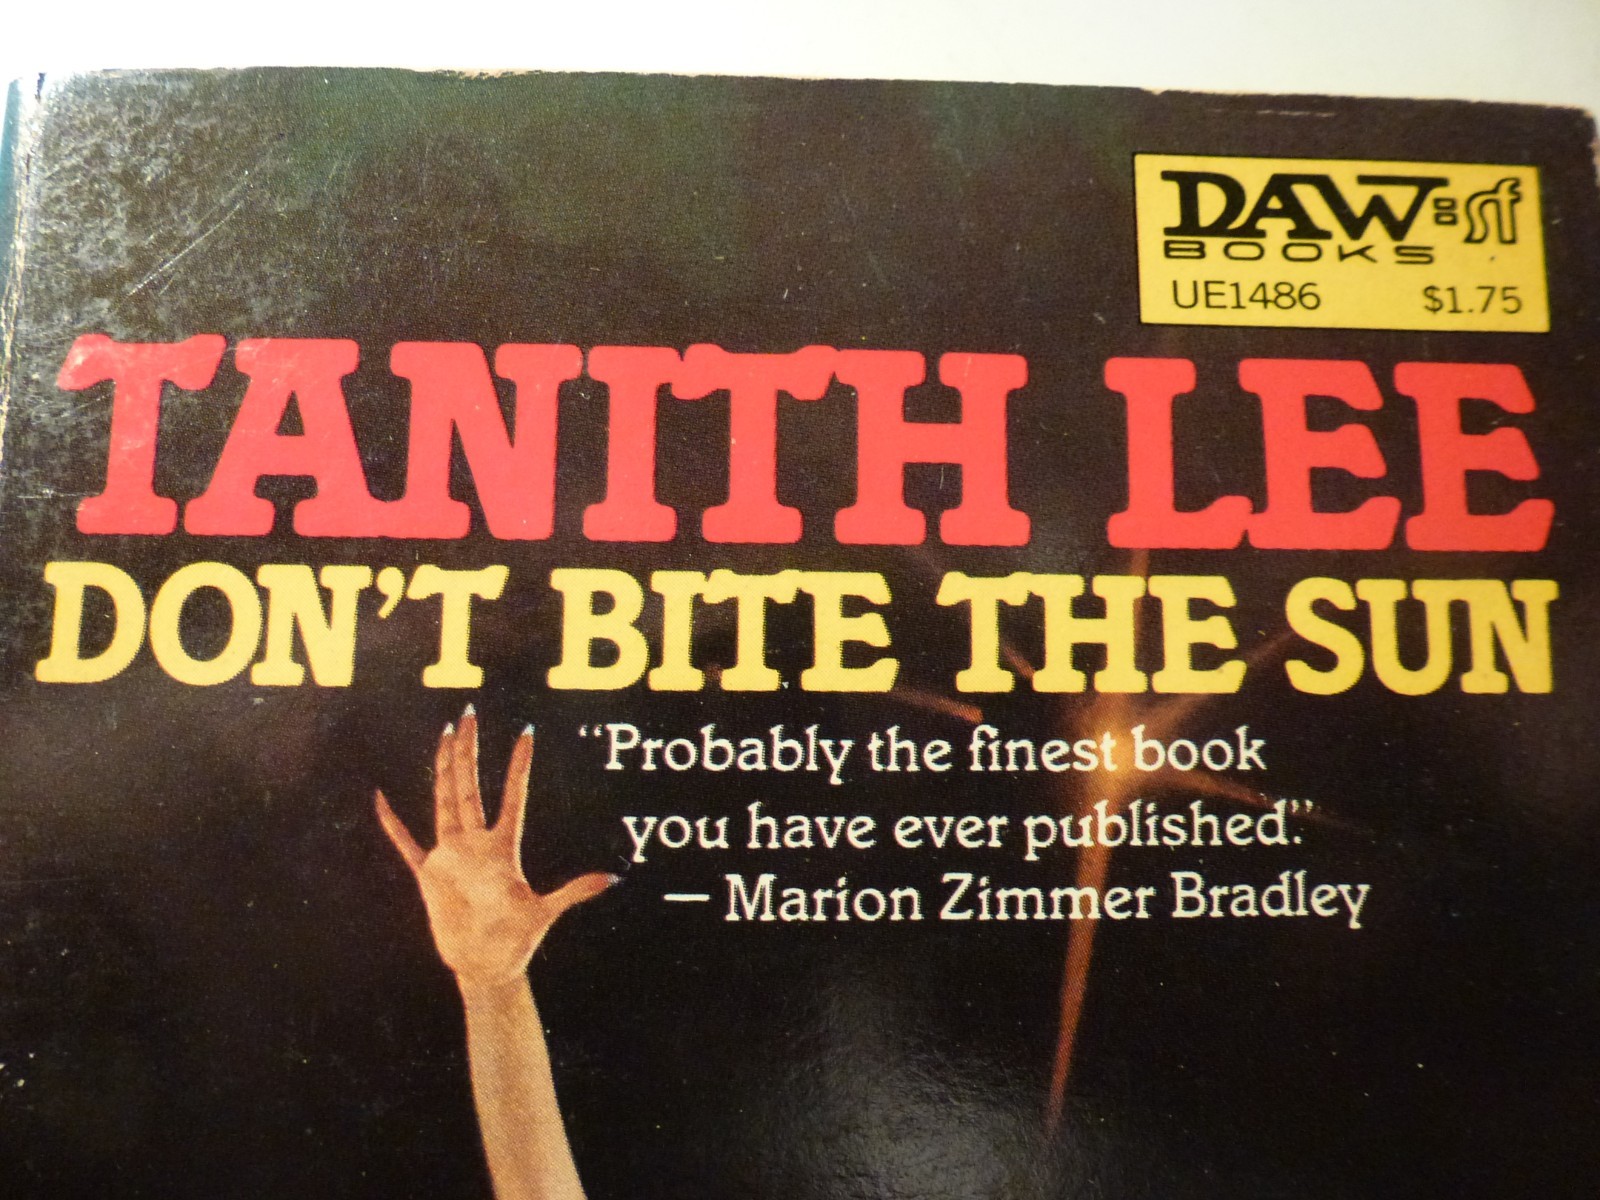 DAW:sf
BOOKS
UE1486 $1.75
TANITH LEE
DON'T BITE THE SUN
“Probably the finest book
you have ever published.”
— Marion Zimmer Bradley